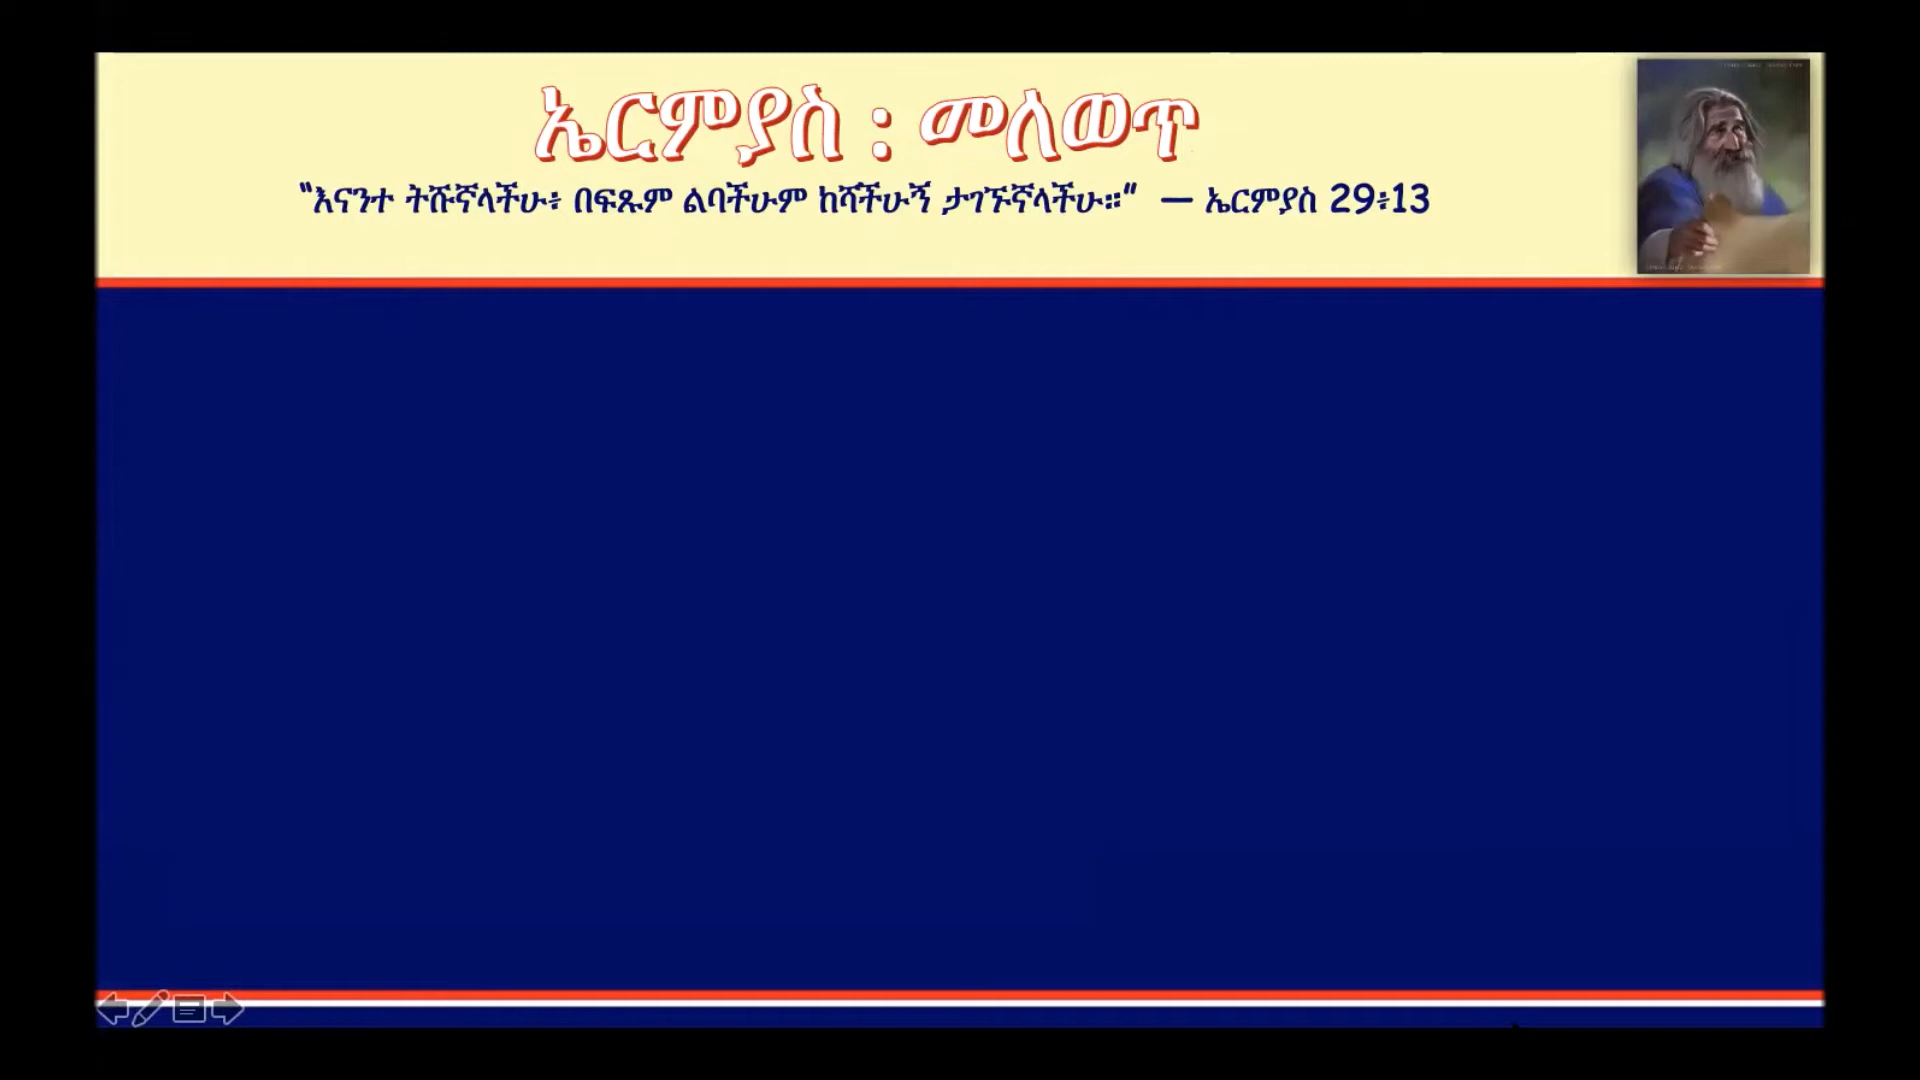 ኤርምያስ : መለወጥ
"እናንተ ትሹኛላችሁ፥ በፍጹም ልባችሁም ከሻችሁኝ ታገኙኛላችሁ።" — ኤርምያስ 29፥13